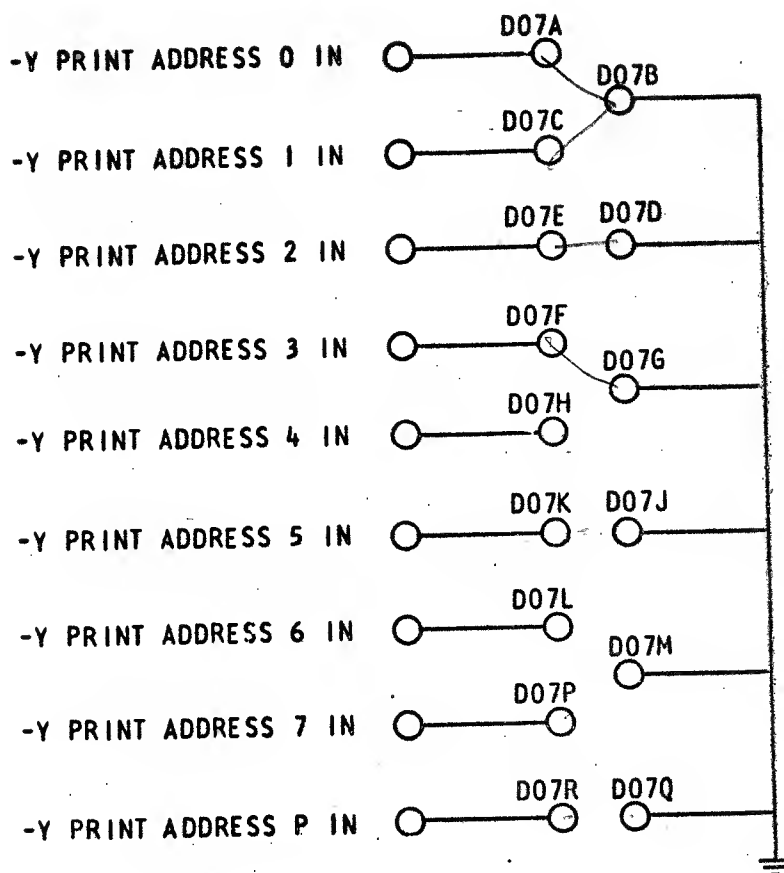 D07A
-Y PRINT ADDRESS 0 IN
D07B
D07C
-Y PRINT ADDRESS 1 IN
D07E D07D
-Y PRINT ADDRESS 2 IN
D07F
-Y PRINT ADDRESS 3 IN
D07G
D07H
-Y PRINT ADDRESS 4 IN
D07K D07J
-Y PRINT ADDRESS 5 IN
D07L
-Y PRINT ADDRESS 6 IN
D07M
D07P
-Y PRINT ADDRESS 7 IN
D07R D07Q
-Y PRINT ADDRESS P IN